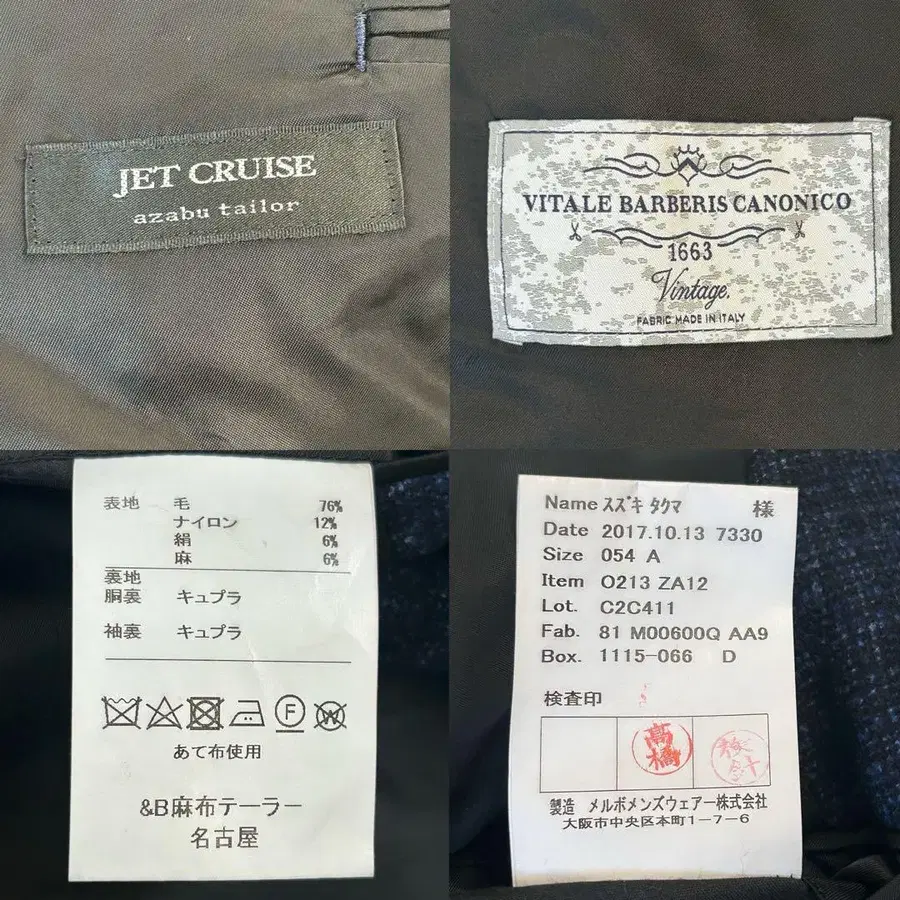 JET CRUISE
azabu tailor
VITALE BARBERIS CANONICO
1663
Vintage.
FABRIC MADE IN ITALY
表地 毛 76%
ナイロン 12%
絹 6%
麻 6%
裏地
胴裏 キュプラ
袖裏 キュプラ
F W
あて布使用
&B麻布テーラー
名古屋
Name ｽｽﾞｷ ﾀｸﾏ 様
Date 2017.10.13 7330
Size 054 A
Item O213 ZA12
Lot. C2C411
Fab. 81 M00600Q AA9
Box. 1115-066 D
検査印
高橋
製造 メルボメンズウェアー株式会社
大阪市中央区本町1-7-6